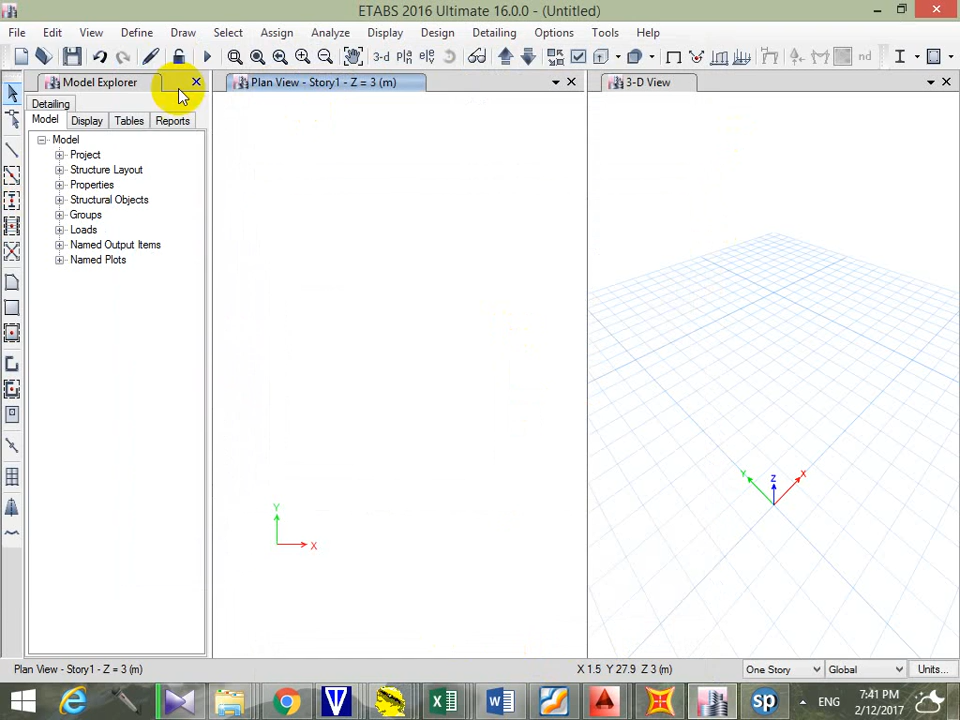 ETABS 2016 Ultimate 16.0.0 - (Untitled)
File Edit View Define Draw Select Assign Analyze Display Design Detailing Options Tools Help
3-d pla ele nd
Model Explorer
Plan View - Story1 - Z = 3 (m)
3-D View
Detailing
Model Display Tables Reports
Model
Project
Structure Layout
Properties
Structural Objects
Groups
Loads
Named Output Items
Named Plots
Y
X
Y
Z
X
Plan View - Story1 - Z = 3 (m)
X 1.5 Y 27.9 Z 3 (m)
One Story
Global
Units...
ENG
7:41 PM
2/12/2017